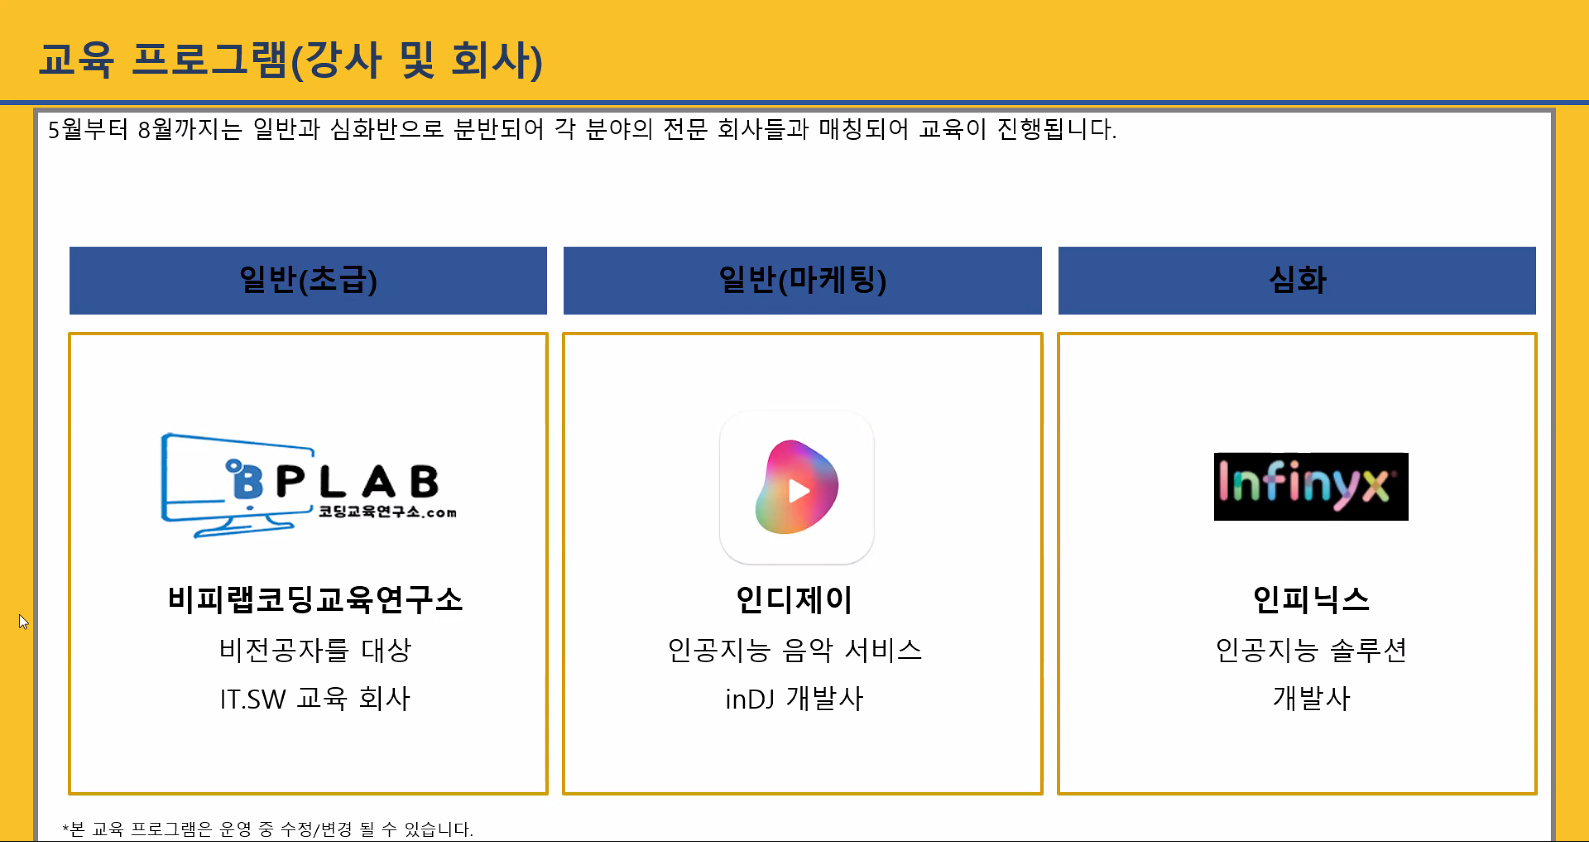 교육 프로그램(강사 및 회사)
5월부터 8월까지는 일반과 심화반으로 분반되어 각 분야의 전문 회사들과 매칭되어 교육이 진행됩니다.
일반(초급)
일반(마케팅)
심화
BPLAB
코딩교육연구소.com
Infinyx
비피랩코딩교육연구소
비전공자를 대상
IT.SW 교육 회사
인디제이
인공지능 음악 서비스
inDJ 개발사
인피닉스
인공지능 솔루션
개발사
*본 교육 프로그램은 운영 중 수정/변경 될 수 있습니다.